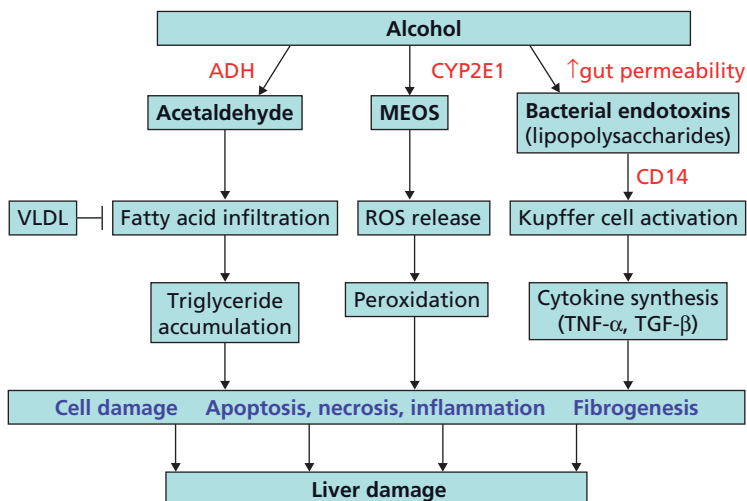 Alcohol
ADH
CYP2E1
↑gut permeability
Acetaldehyde
MEOS
Bacterial endotoxins
(lipopolysaccharides)
CD14
VLDL
Fatty acid infiltration
ROS release
Kupffer cell activation
Triglyceride
accumulation
Peroxidation
Cytokine synthesis
(TNF-α, TGF-β)
Cell damage Apoptosis, necrosis, inflammation Fibrogenesis
Liver damage